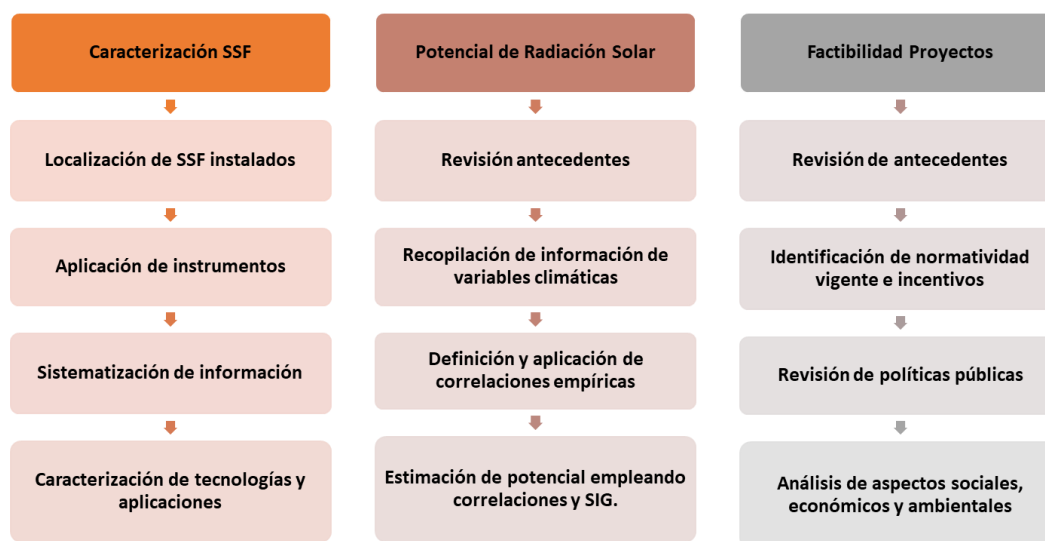 Caracterización SSF
Localización de SSF instalados
Aplicación de instrumentos
Sistematización de información
Caracterización de tecnologías y
aplicaciones
Potencial de Radiación Solar
Revisión antecedentes
Recopilación de información de
variables climáticas
Definición y aplicación de
correlaciones empíricas
Estimación de potencial empleando
correlaciones y SIG.
Factibilidad Proyectos
Revisión de antecedentes
Identificación de normatividad
vigente e incentivos
Revisión de políticas públicas
Análisis de aspectos sociales,
económicos y ambientales